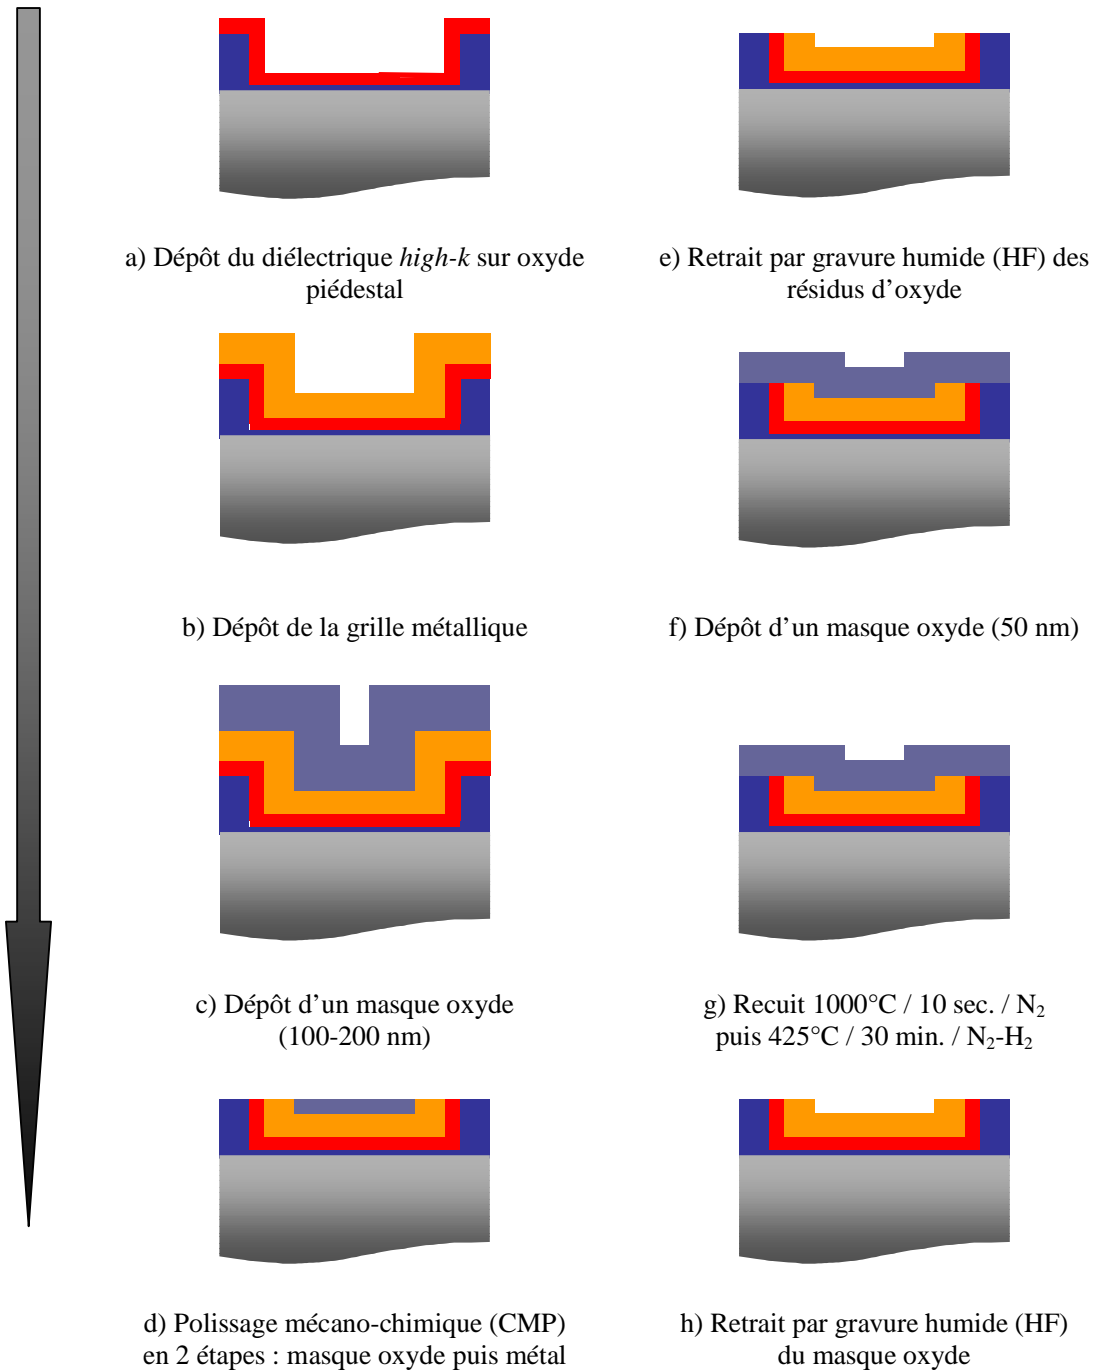 a) Dépôt du diélectrique high-k sur oxyde
piédestal
b) Dépôt de la grille métallique
c) Dépôt d’un masque oxyde
(100-200 nm)
d) Polissage mécano-chimique (CMP)
en 2 étapes : masque oxyde puis métal
e) Retrait par gravure humide (HF) des
résidus d’oxyde
f) Dépôt d’un masque oxyde (50 nm)
g) Recuit 1000°C / 10 sec. / N₂
puis 425°C / 30 min. / N₂-H₂
h) Retrait par gravure humide (HF)
du masque oxyde